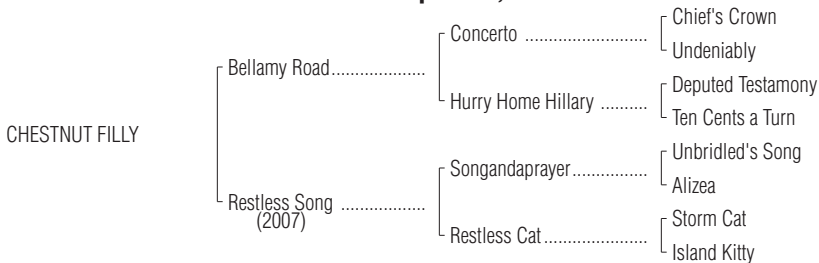 Chief's Crown
Concerto ..........................
Undeniably
Bellamy Road....................
Deputed Testamony
Hurry Home Hillary ..........
Ten Cents a Turn
CHESTNUT FILLY
Unbridled's Song
Songandaprayer................
Alizea
Restless Song ..................
(2007)
Storm Cat
Restless Cat......................
Island Kitty